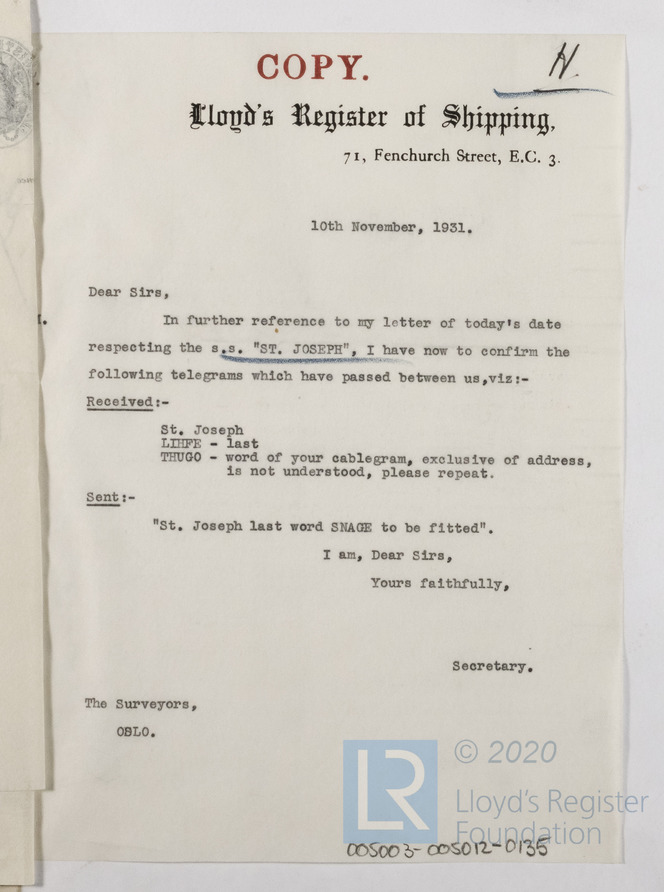 COPY.
H.
Lloyd's Register of Shipping,
71, Fenchurch Street, E.C. 3.
10th November, 1931.
Dear Sirs,
In further reference to my letter of today's date
respecting the s.s. "ST. JOSEPH", I have now to confirm the
following telegrams which have passed between us,viz:-
Received:-
St. Joseph
LIHFE - last
THUGO - word of your cablegram, exclusive of address,
is not understood, please repeat.
Sent:-
"St. Joseph last word SNAGE to be fitted".
I am, Dear Sirs,
Yours faithfully,
Secretary.
The Surveyors,
OSLO.
LR
© 2020
Lloyd's Register
Foundation
005003-005012-0135